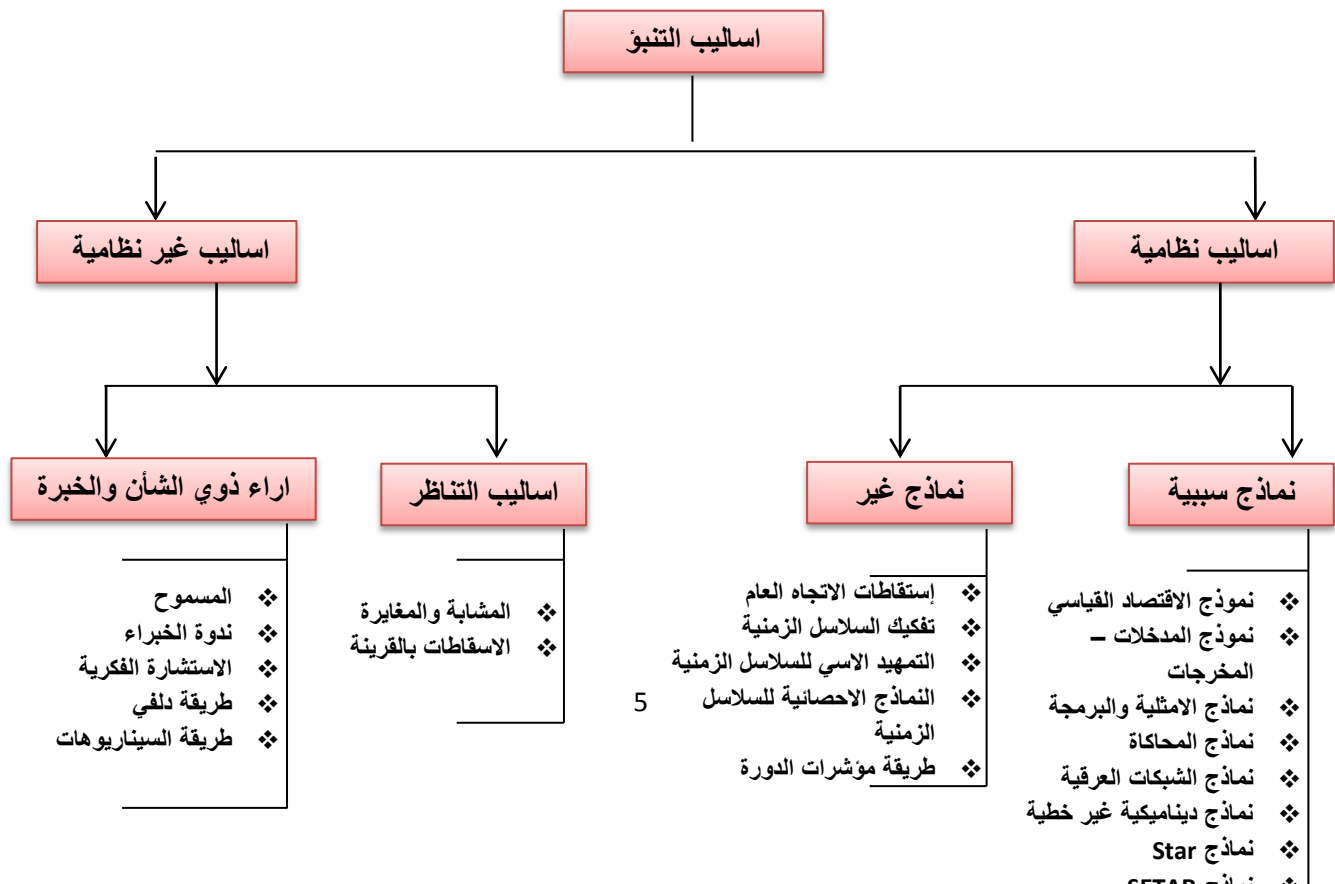 اساليب التنبؤ
اساليب نظامية
اساليب غير نظامية
نماذج سببية
نماذج غير
اساليب التناظر
اراء ذوي الشأن والخبرة
❖ نموذج الاقتصاد القياسي
❖ نموذج المدخلات –
المخرجات
❖ نماذج الامثلية والبرمجة
❖ نماذج المحاكاة
❖ نماذج الشبكات العرقية
❖ نماذج ديناميكية غير خطية
❖ نماذج Star
❖ نماذج SETAR
❖ إستقاطات الاتجاه العام
❖ تفكيك السلاسل الزمنية
❖ التمهيد الاسي للسلاسل الزمنية
❖ النماذج الاحصائية للسلاسل
الزمنية
❖ طريقة مؤشرات الدورة
5
❖ المشابة والمغايرة
❖ الاسقاطات بالقرينة
❖ المسموح
❖ ندوة الخبراء
❖ الاستشارة الفكرية
❖ طريقة دلفي
❖ طريقة السيناريوهات